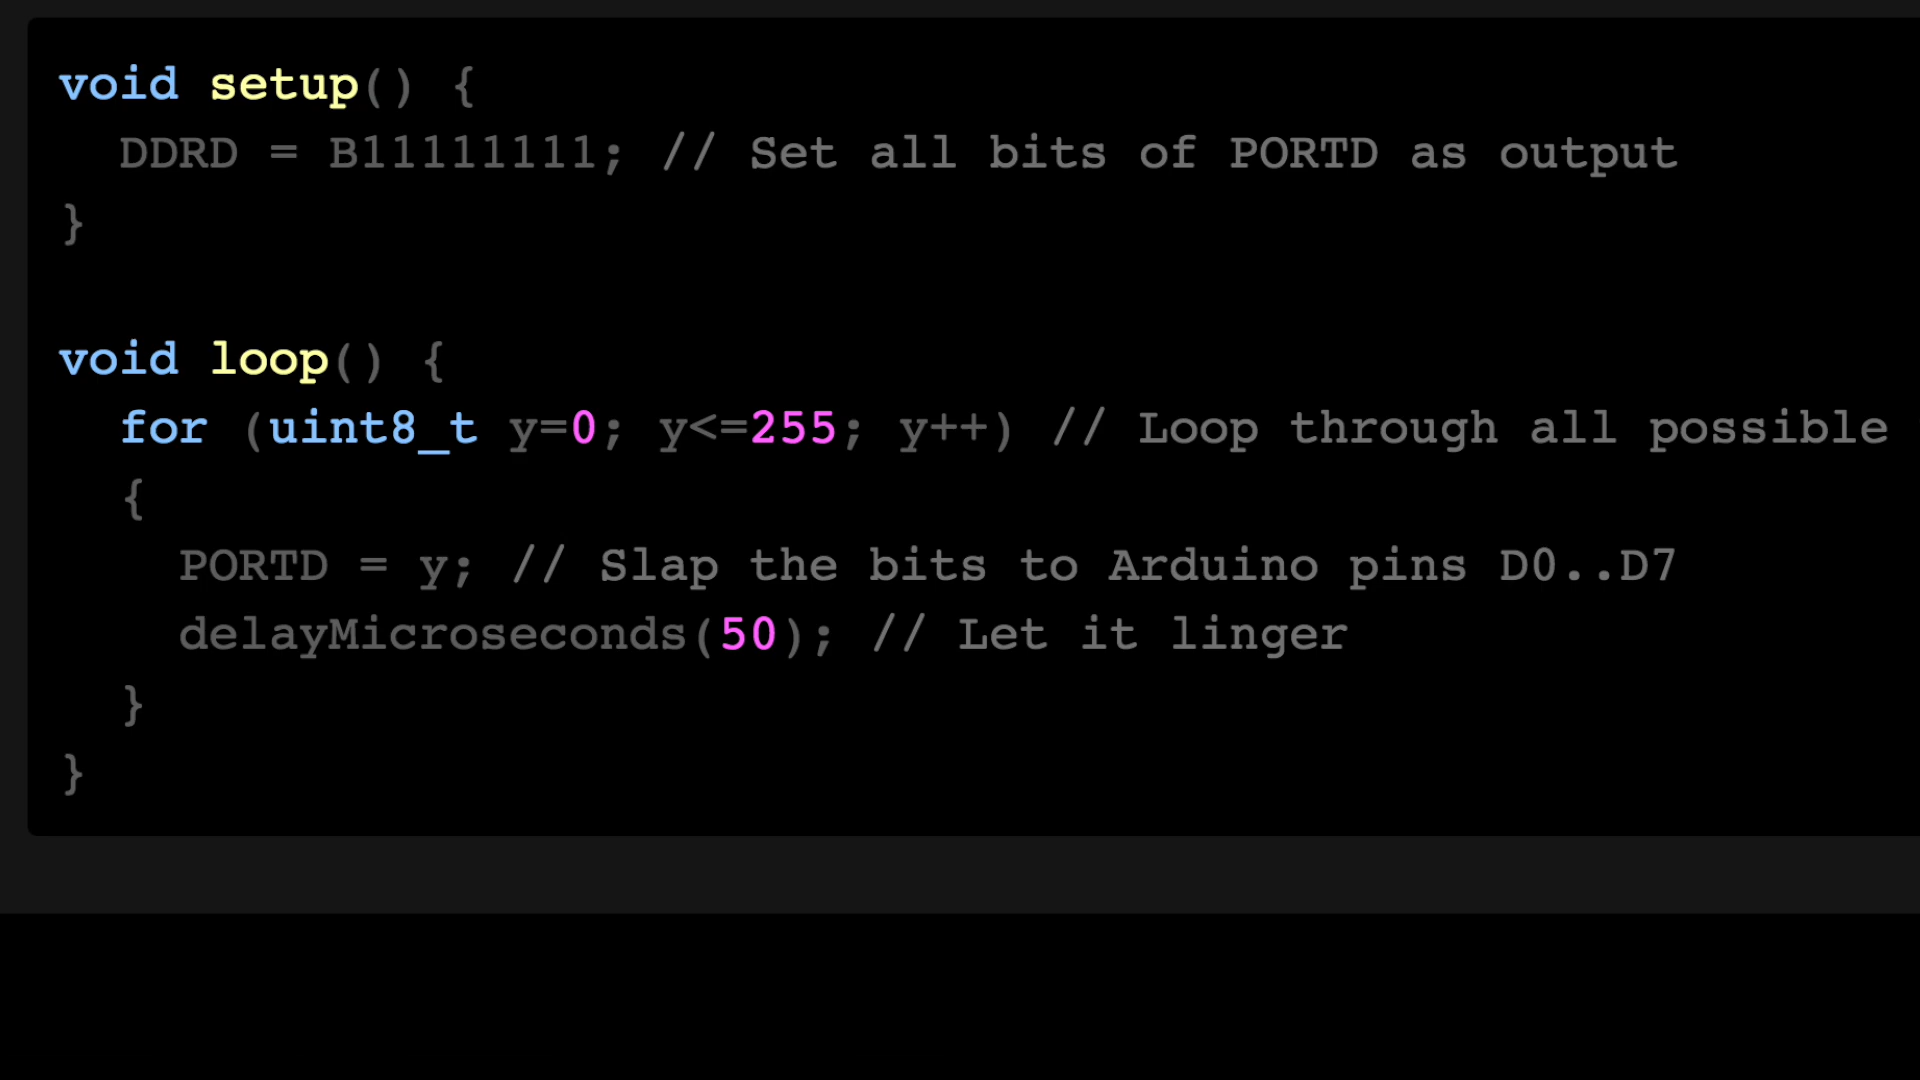 void setup() {
DDRD = B11111111; // Set all bits of PORTD as output
}
void loop() {
for (uint8_t y=0; y<=255; y++) // Loop through all possible
{
PORTD = y; // Slap the bits to Arduino pins D0..D7
delayMicroseconds(50); // Let it linger
}
}